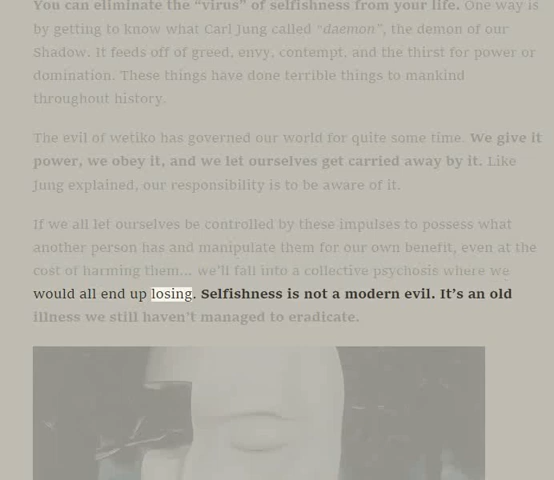 You can eliminate the “virus” of selfishness from your life. One way is
by getting to know what Carl Jung called “daemon”, the demon of our
Shadow. It feeds off of greed, envy, contempt, and the thirst for power or
domination. These things have done terrible things to mankind
throughout history.
The evil of wetiko has governed our world for quite some time. We give it
power, we obey it, and we let ourselves get carried away by it. Like
Jung explained, our responsibility is to be aware of it.
If we all let ourselves be controlled by these impulses to possess what
another person has and manipulate them for our own benefit, even at the
cost of harming them… we’ll fall into a collective psychosis where we
would all end up losing. Selfishness is not a modern evil. It’s an old
illness we still haven’t managed to eradicate.